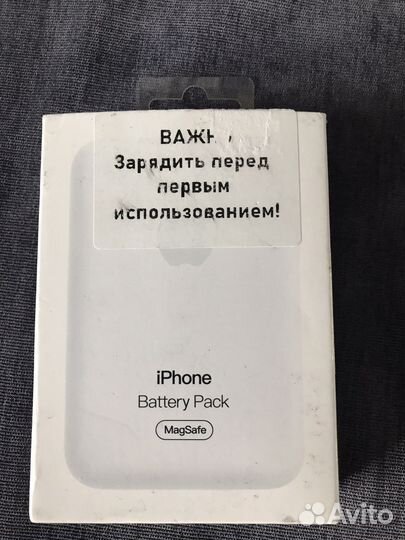 ВАЖН
Зарядить перед
первым
использованием!
iPhone
Battery Pack
MagSafe
Avito